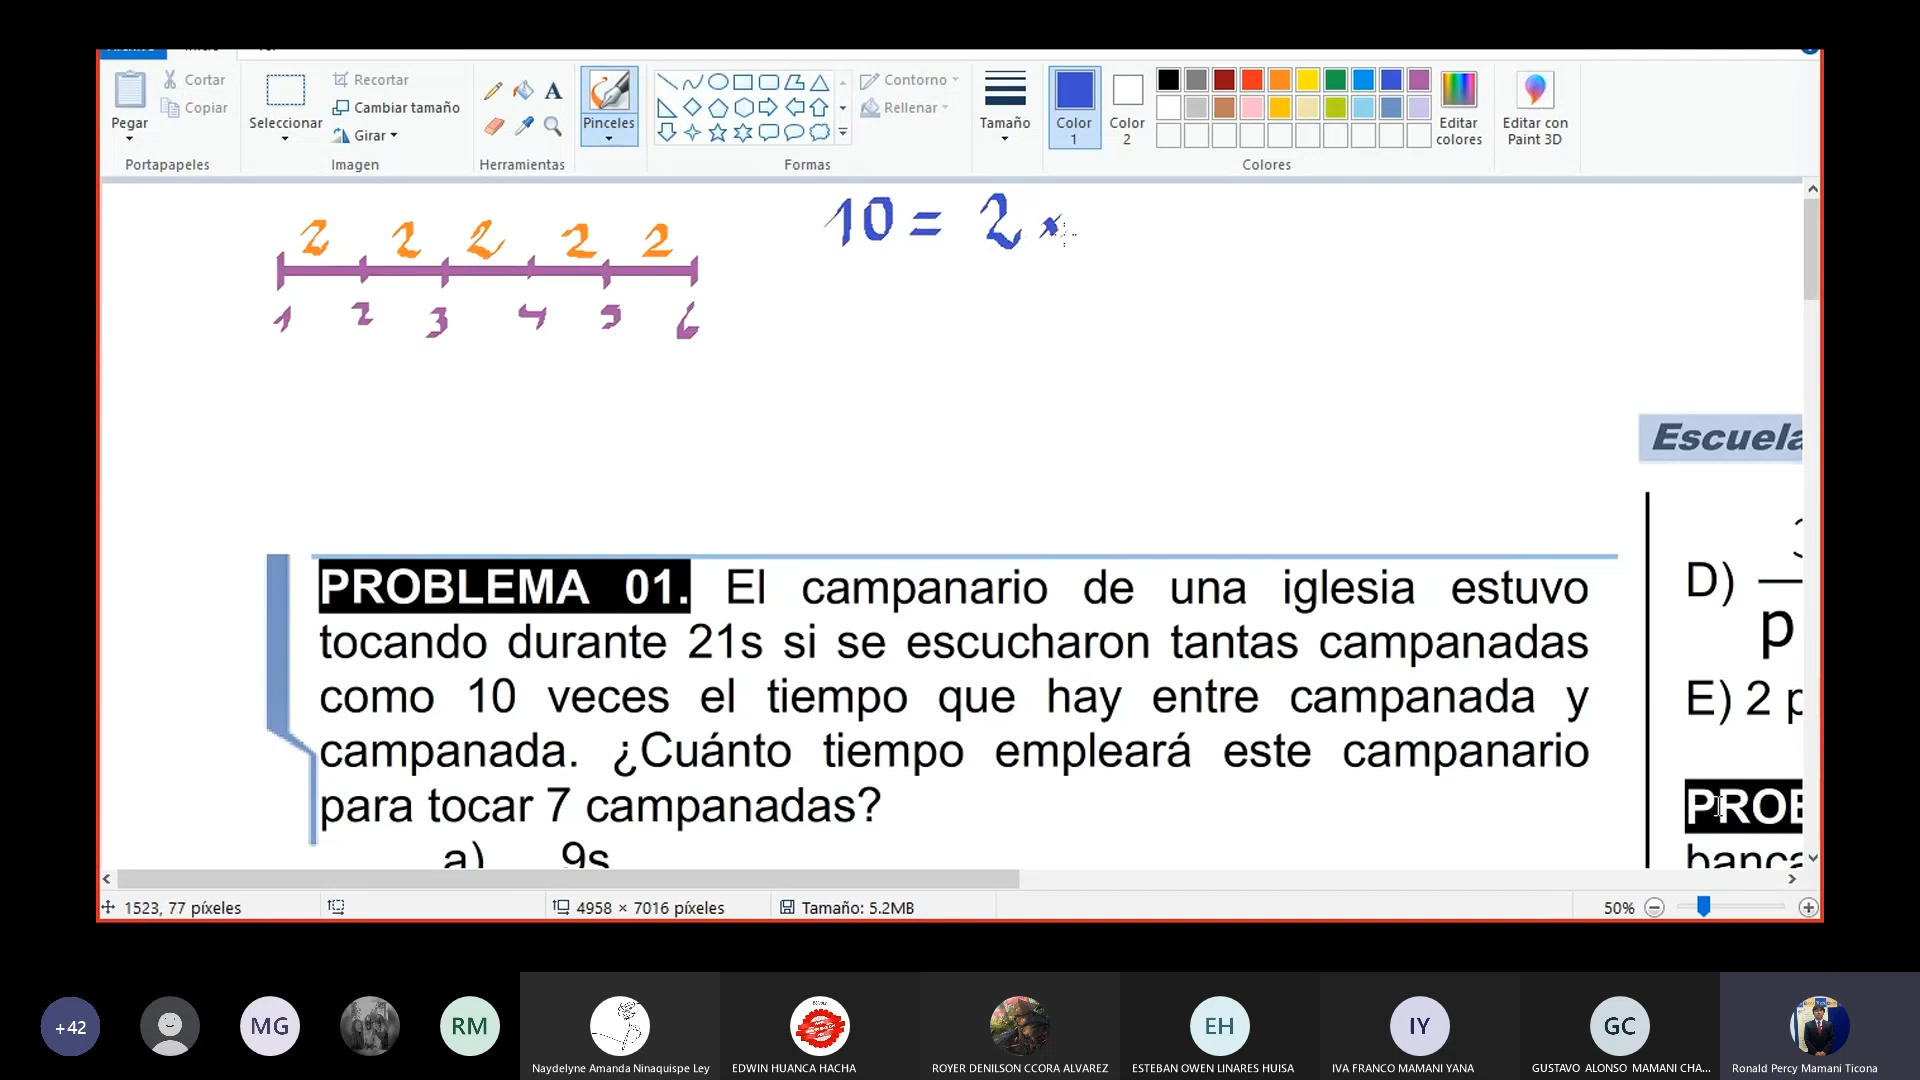 Cortar
Copiar
Pegar
Portapapeles
Seleccionar
Recortar
Cambiar tamaño
Girar
Imagen
A
Herramientas
Pinceles
Contorno
Rellenar
Formas
Tamaño
Color 1
Color 2
Editar colores
Editar con Paint 3D
Colores
2 2 2 2 2
1 2 3 4 5 6
10 = 2 ×
Escuela
PROBLEMA 01. El campanario de una iglesia estuvo
tocando durante 21s si se escucharon tantas campanadas
como 10 veces el tiempo que hay entre campanada y
campanada. ¿Cuánto tiempo empleará este campanario
para tocar 7 campanadas?
a) 9s
D)
p
E) 2 p
PROB
banca
1523, 77 píxeles
4958 × 7016 píxeles
Tamaño: 5.2MB
50%
+42
MG
RM
EH
IY
GC
Naydelyne Amanda Ninaquispe Ley
EDWIN HUANCA HACHA
ROYER DENILSON CCORA ALVAREZ
ESTEBAN OWEN LINARES HUISA
IVA FRANCO MAMANI YANA
GUSTAVO ALONSO MAMANI CHA...
Ronald Percy Mamani Ticona